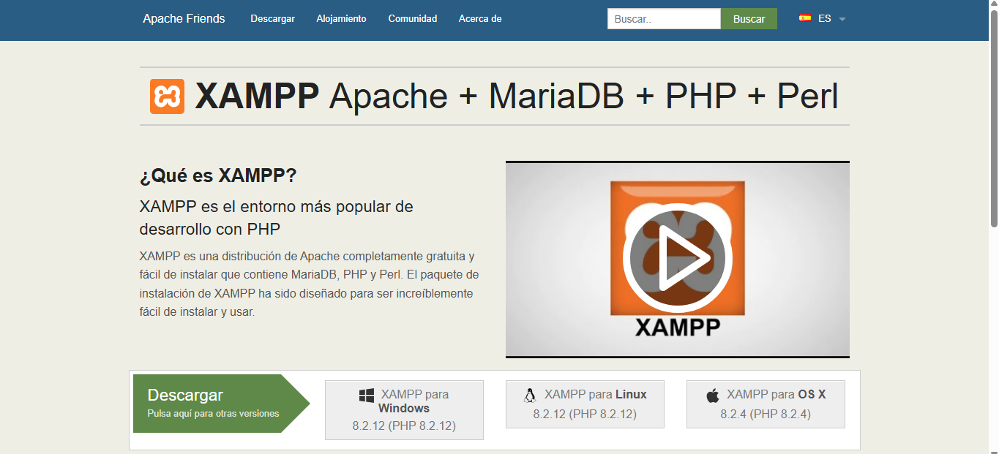 Apache Friends Descargar Alojamiento Comunidad Acerca de Buscar.. Buscar ES
XAMPP Apache + MariaDB + PHP + Perl
¿Qué es XAMPP?
XAMPP es el entorno más popular de
desarrollo con PHP
XAMPP es una distribución de Apache completamente gratuita y
fácil de instalar que contiene MariaDB, PHP y Perl. El paquete de
instalación de XAMPP ha sido diseñado para ser increíblemente
fácil de instalar y usar.
XAMPP
Descargar
Pulsa aquí para otras versiones
XAMPP para
Windows
8.2.12 (PHP 8.2.12)
XAMPP para Linux
8.2.12 (PHP 8.2.12)
XAMPP para OS X
8.2.4 (PHP 8.2.4)